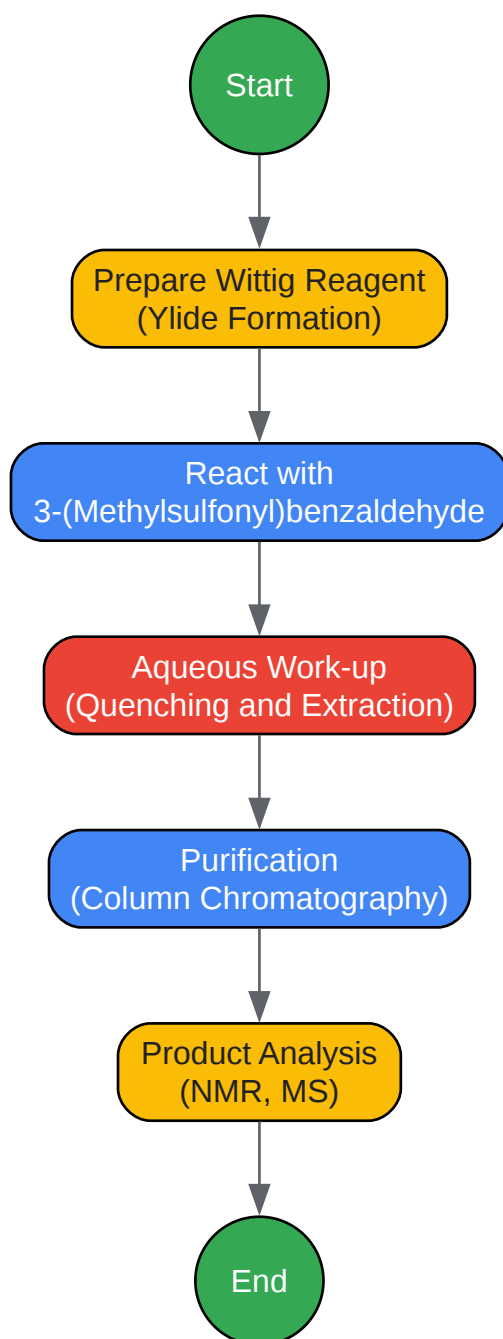 Start
Prepare Wittig Reagent
(Ylide Formation)
React with
3-(Methylsulfonyl)benzaldehyde
Aqueous Work-up
(Quenching and Extraction)
Purification
(Column Chromatography)
Product Analysis
(NMR, MS)
End